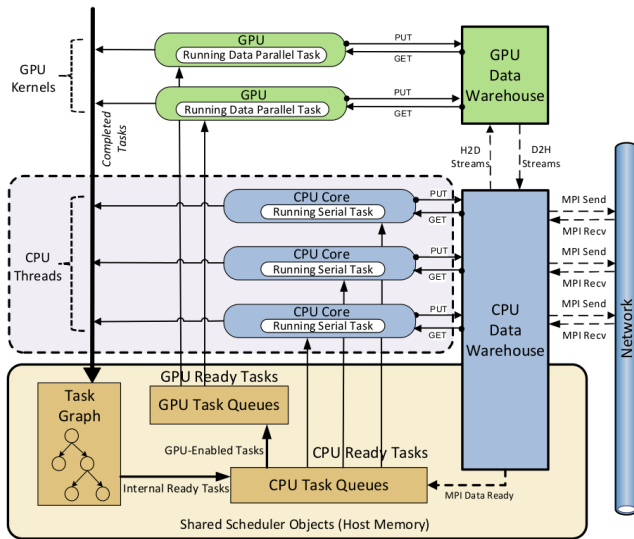 GPU
Running Data Parallel Task
PUT
GET
GPU
Kernels
GPU
Running Data Parallel Task
PUT
GET
GPU
Data
Warehouse
Completed
Tasks
H2D
Streams
D2H
Streams
CPU
Threads
CPU Core
Running Serial Task
PUT
GET
CPU Core
Running Serial Task
PUT
GET
CPU Core
Running Serial Task
PUT
GET
CPU
Data
Warehouse
MPI Send
MPI Recv
MPI Send
MPI Recv
MPI Send
MPI Recv
Network
GPU Ready Tasks
Task
Graph
GPU Task Queues
CPU Ready Tasks
GPU-Enabled Tasks
Internal Ready Tasks
CPU Task Queues
MPI Data Ready
Shared Scheduler Objects (Host Memory)